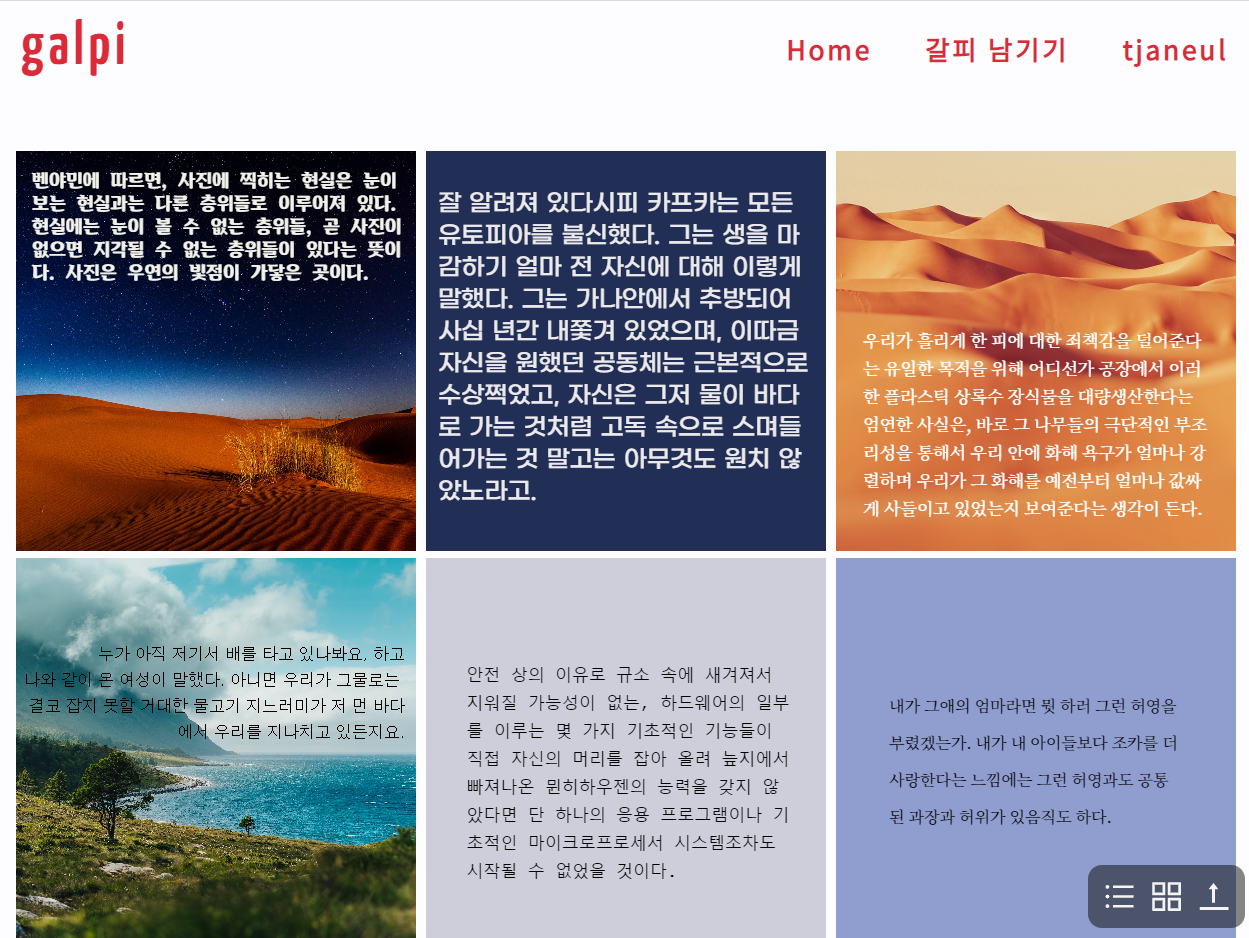 galpi
Home
갈피 남기기
tjaneul
벤야민에 따르면, 사진에 찍히는 현실은 눈이
보는 현실과는 다른 층위들로 이루어져 있다.
현실에는 눈이 볼 수 없는 층위들, 곧 사진이
없으면 지각될 수 없는 층위들이 있다는 뜻이
다. 사진은 우연의 빛점이 가닿은 곳이다.
잘 알려져 있다시피 카프카는 모든
유토피아를 불신했다. 그는 생을 마
감하기 얼마 전 자신에 대해 이렇게
말했다. 그는 가나안에서 추방되어
사십 년간 내쫓겨 있었으며, 이따금
자신을 원했던 공동체는 근본적으로
수상쩍었고, 자신은 그저 물이 바다
로 가는 것처럼 고독 속으로 스며들
어가는 것 말고는 아무것도 원치 않
았노라고.
우리가 흘리게 한 피에 대한 죄책감을 덜어준다
는 유일한 목적을 위해 어디선가 공장에서 이러
한 플라스틱 상록수 장식물을 대량생산한다는
엄연한 사실은, 바로 그 나무들의 극단적인 부조
리성을 통해서 우리 안에 화해 욕구가 얼마나 강
렬하며 우리가 그 화해를 예전부터 얼마나 값싸
게 사들이고 있었는지 보여준다는 생각이 든다.
누가 아직 저기서 배를 타고 있나봐요, 하고
나와 같이 온 여성이 말했다. 아니면 우리가 그물로는
결코 잡지 못할 거대한 물고기 지느러미가 저 먼 바다
에서 우리를 지나치고 있든지요.
안전 상의 이유로 규소 속에 새겨져서
지워질 가능성이 없는, 하드웨어의 일부
를 이루는 몇 가지 기초적인 기능들이
직접 자신의 머리를 잡아 올려 늪지에서
빠져나온 뮌히하우젠의 능력을 갖지 않
았다면 단 하나의 응용 프로그램이나 기
초적인 마이크로프로세서 시스템조차도
시작될 수 없었을 것이다.
내가 그애의 엄마라면 뭣 하러 그런 허영을
부렸겠는가. 내가 내 아이들보다 조카를 더
사랑한다는 느낌에는 그런 허영과도 공통
된 과장과 허위가 있음직도 하다.